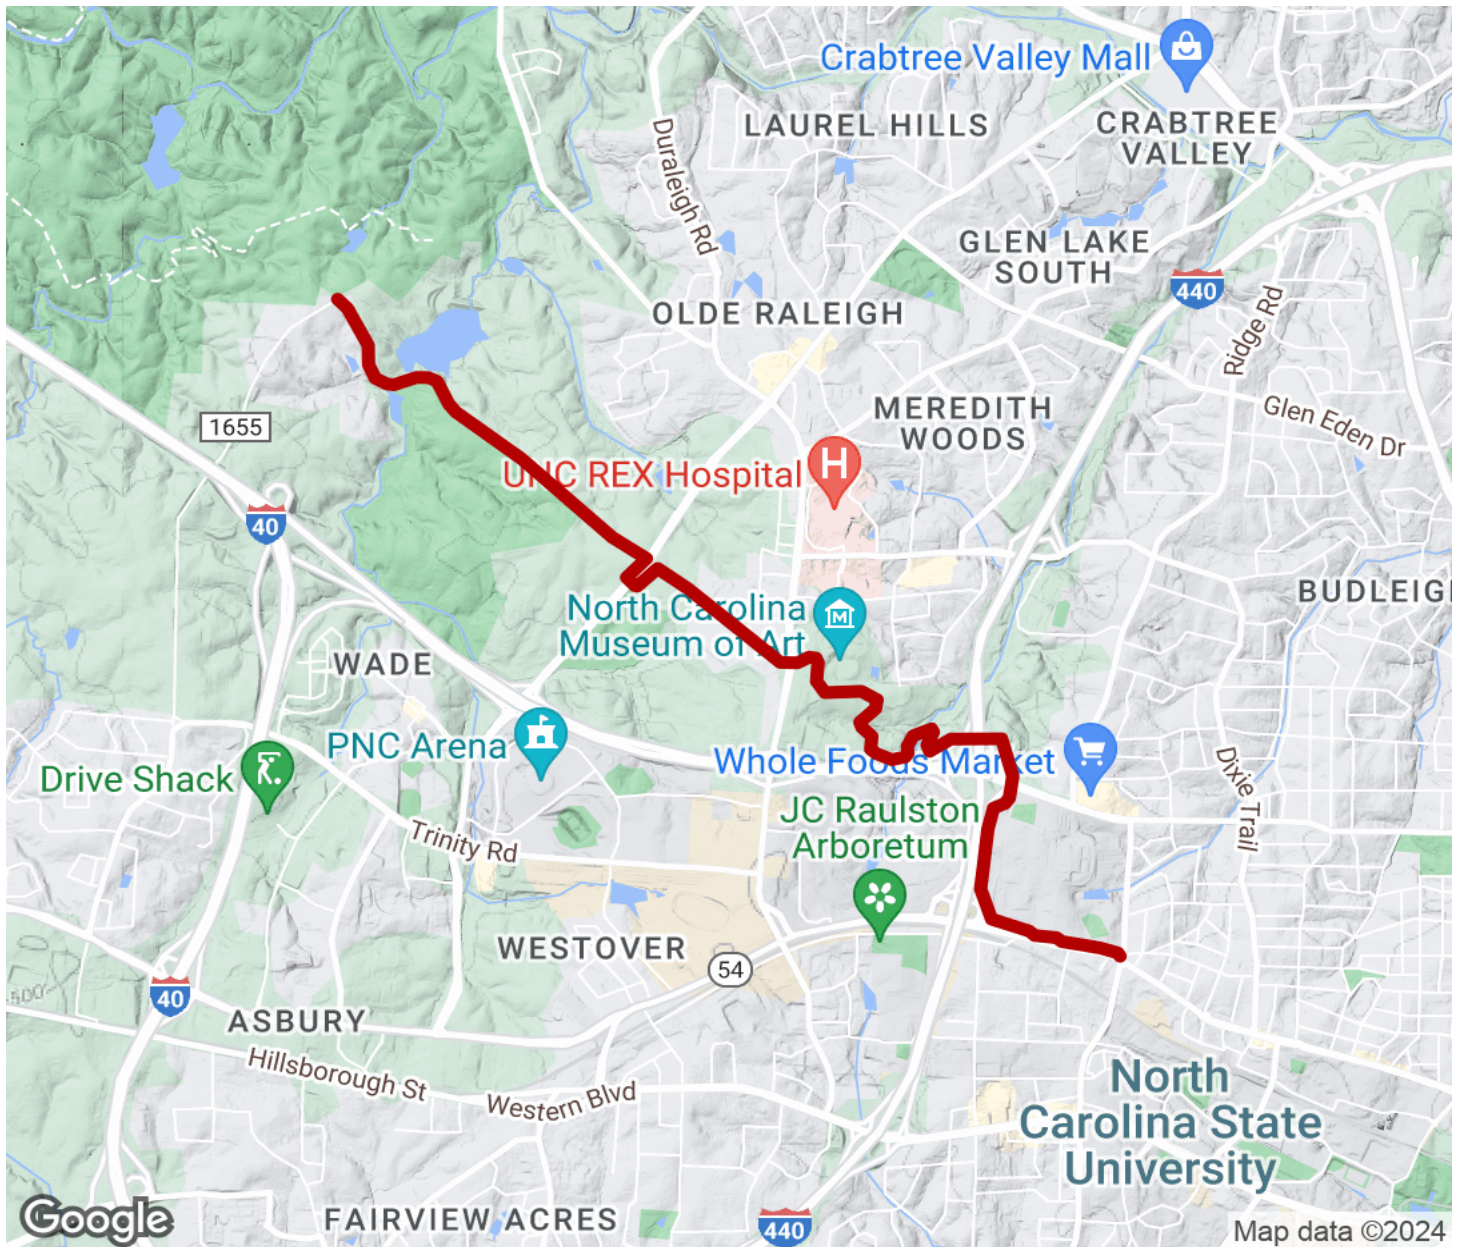 Crabtree Valley Mall
LAUREL HILLS
CRABTREE
VALLEY
Duraleigh Rd
GLEN LAKE
SOUTH
440
Ridge Rd
OLDE RALEIGH
MEREDITH
WOODS
Glen Eden Dr
1655
UNC REX Hospital
H
40
BUDLEIG
North Carolina
Museum of Art
M
WADE
PNC Arena
Whole Foods Market
Drive Shack
Dixie Trail
JC Raulston
Arboretum
Trinity Rd
WESTOVER
54
500
40
ASBURY
Hillsborough St
Western Blvd
North
Carolina State
University
FAIRVIEW ACRES
440
Google
Map data ©2024